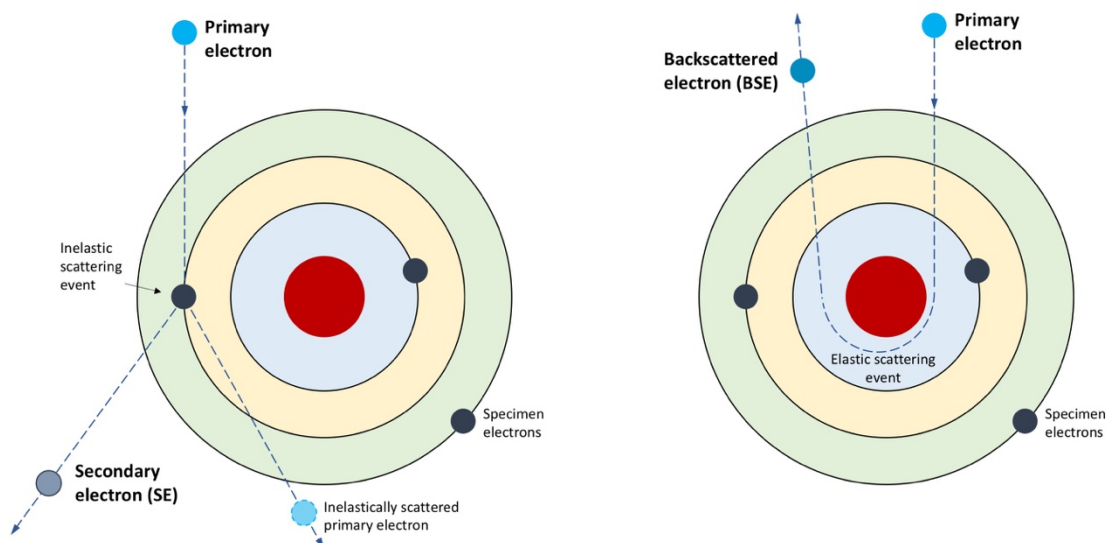 Primary
electron
Inelastic
scattering
event
Secondary
electron (SE)
Inelastically scattered
primary electron
Specimen
electrons
Backscattered
electron (BSE)
Primary
electron
Elastic scattering
event
Specimen
electrons